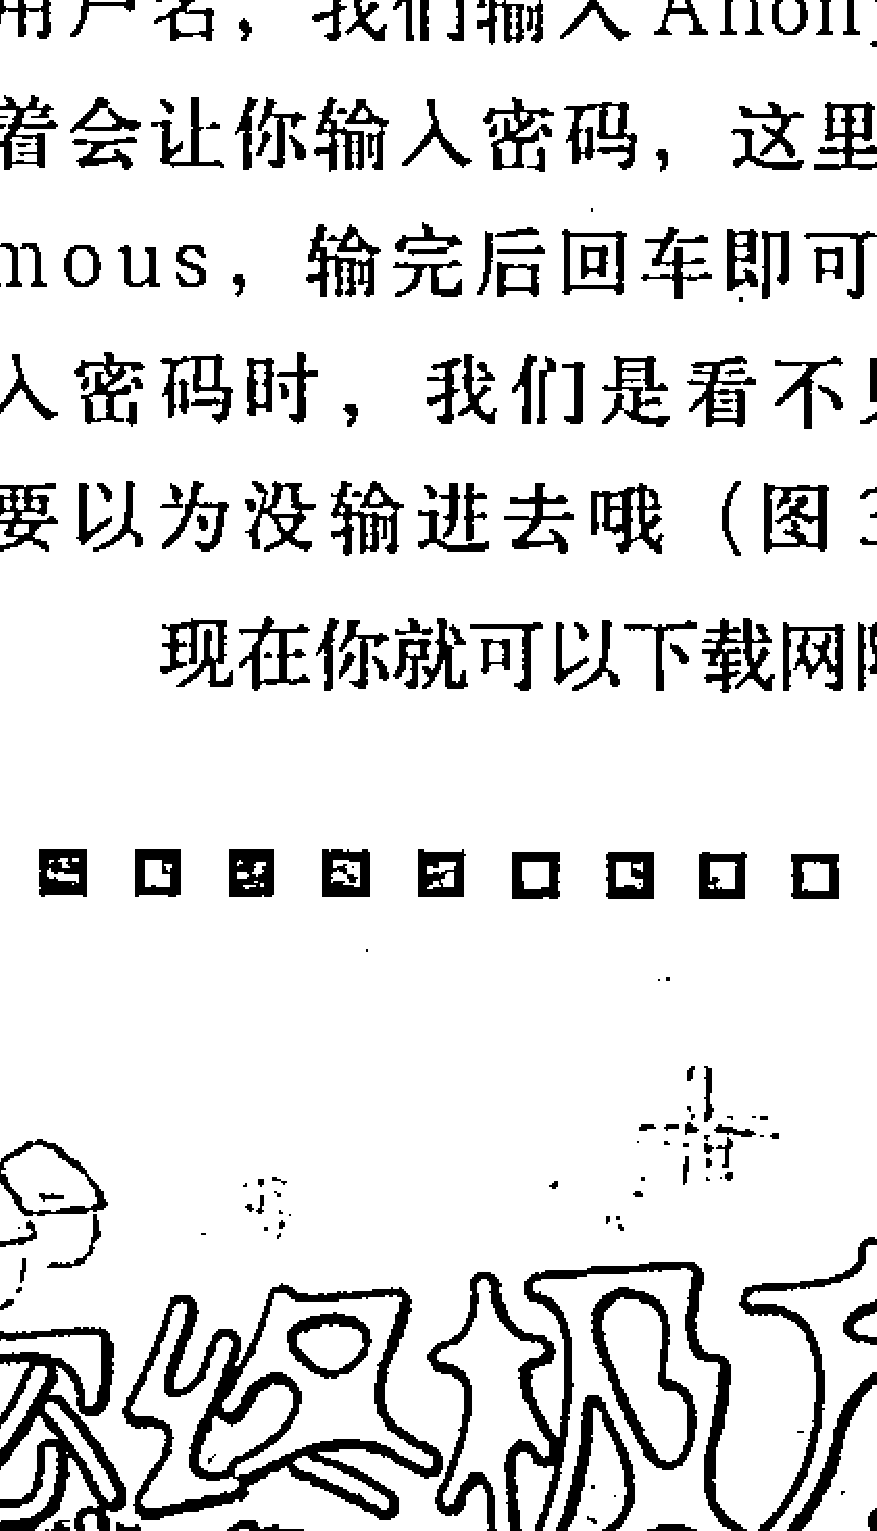 用户名，我们输入Anony
着会让你输入密码，这里
mous，输完后回车即可
入密码时，我们是看不
要以为没输进去哦（图3
现在你就可以下载网